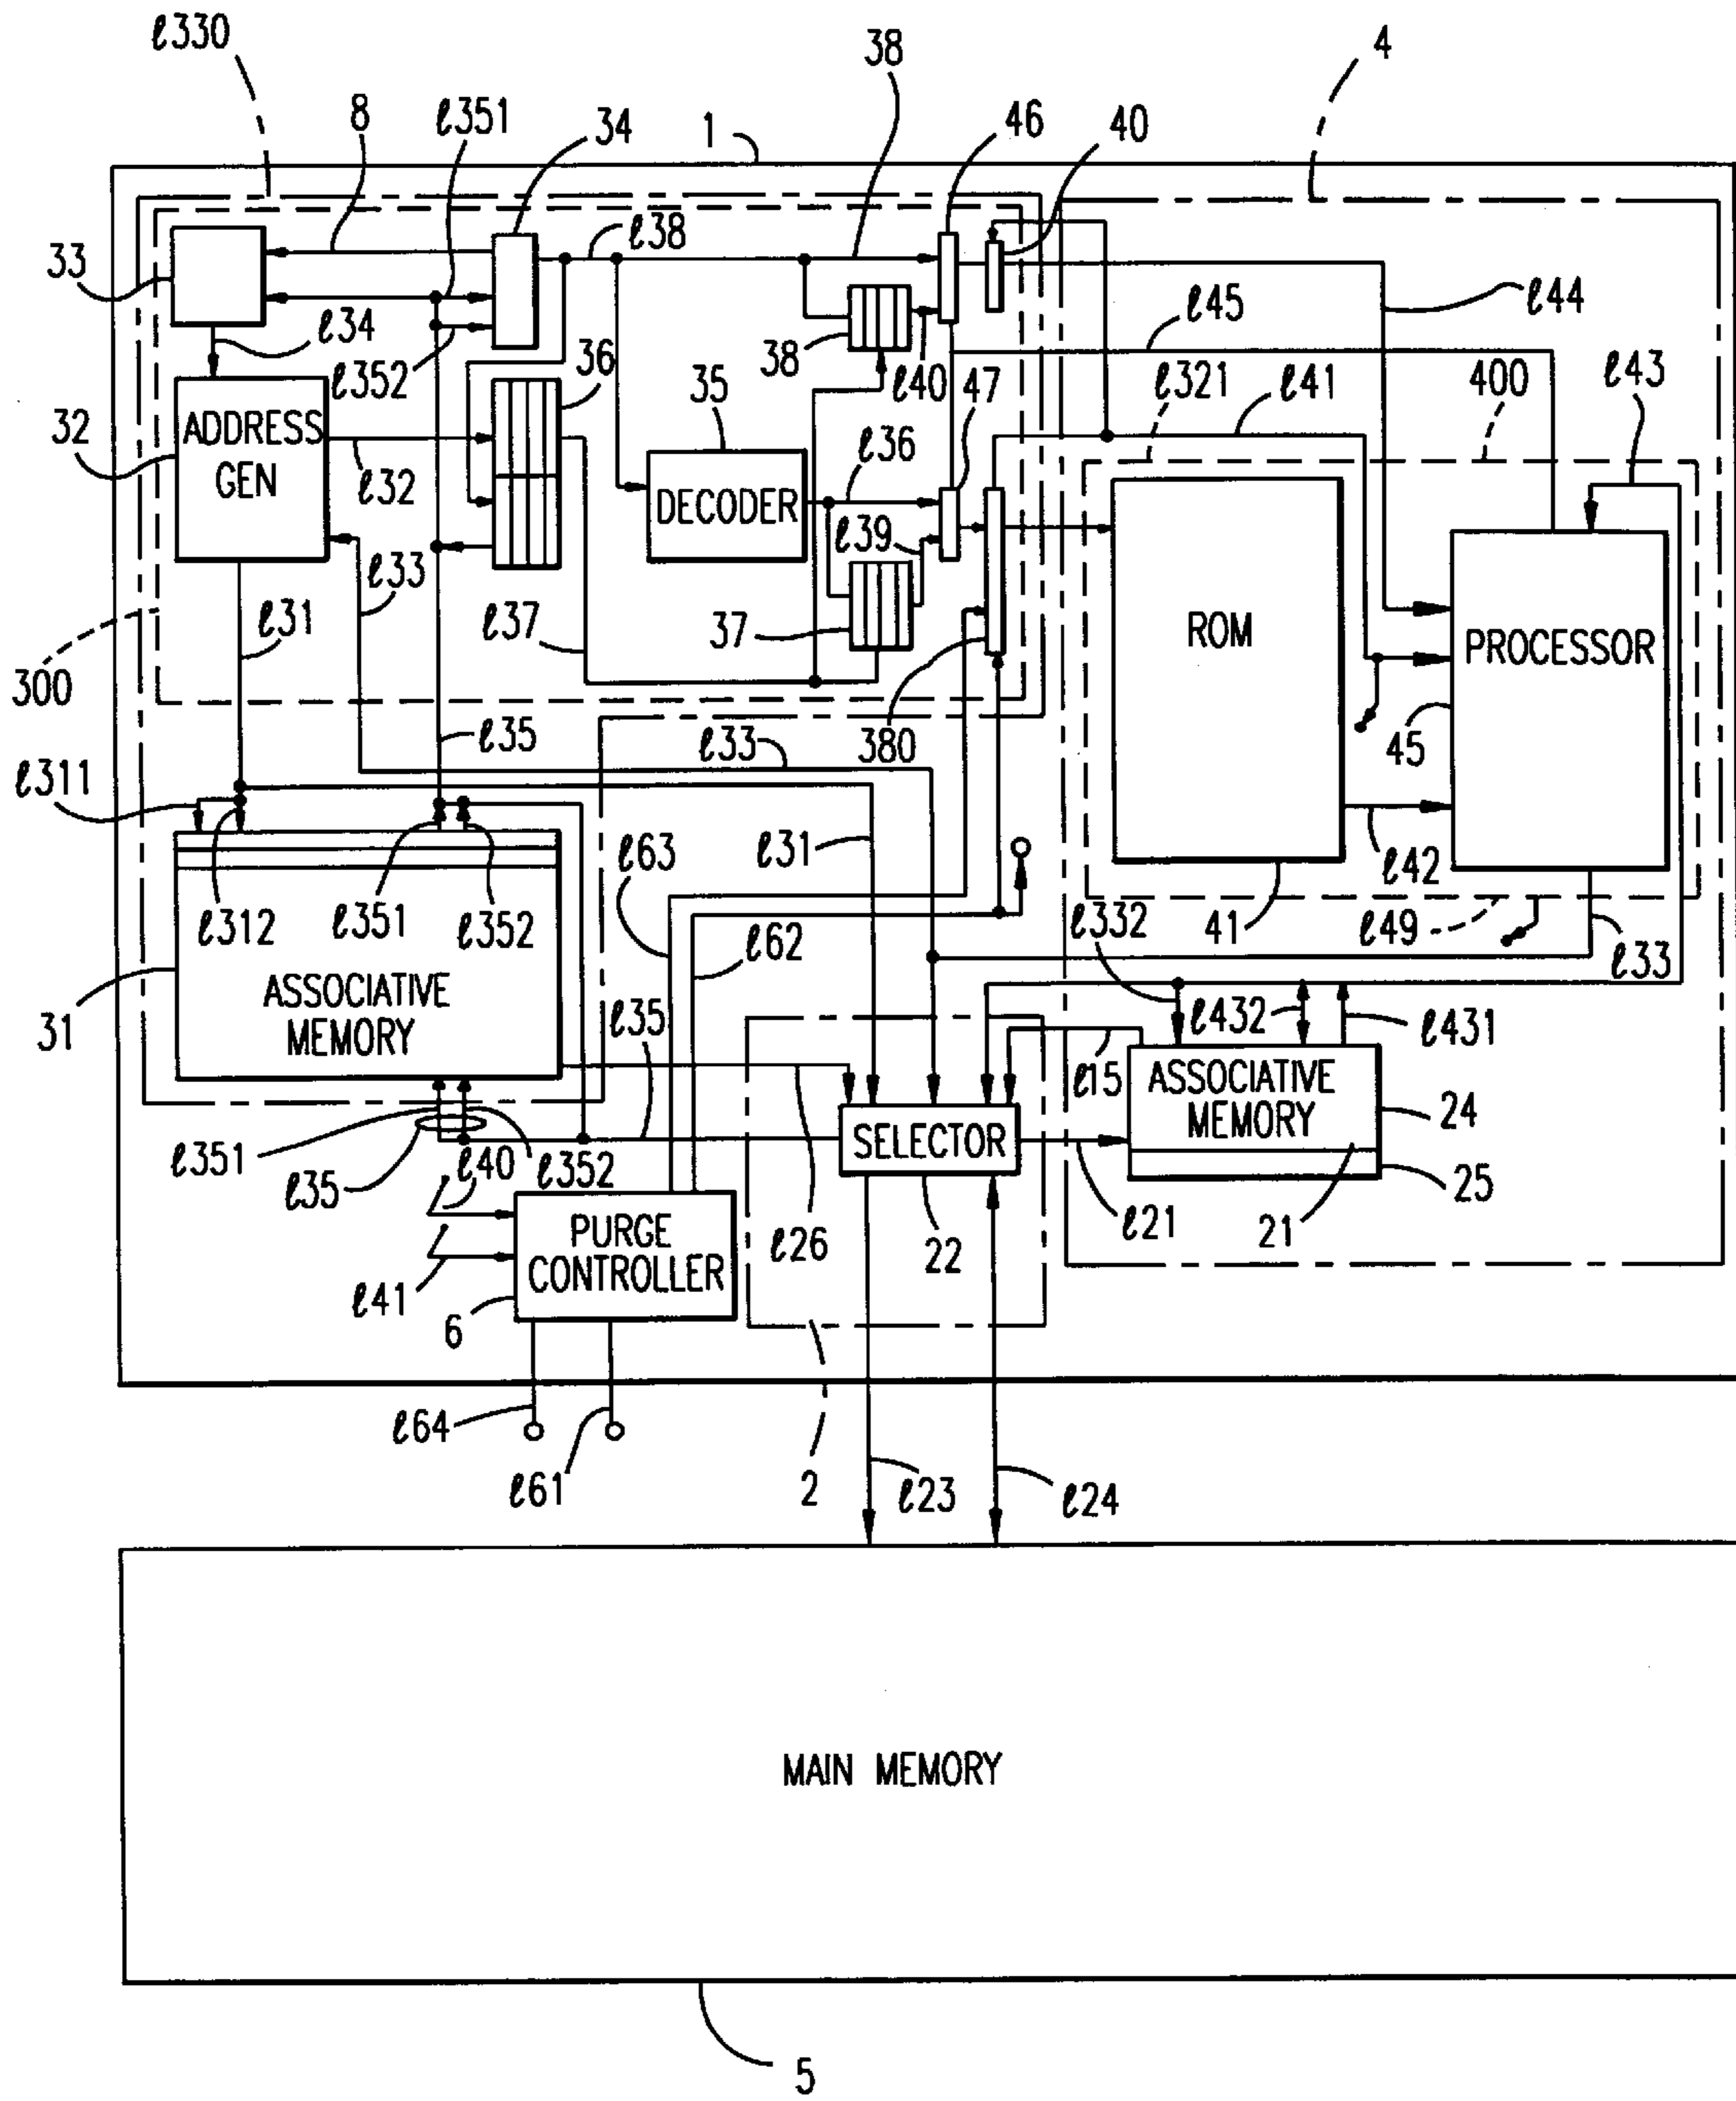 ℓ330
4
38
8
ℓ351
34
1
46
40
ℓ38
33
ℓ34
ℓ44
ℓ45
ℓ352
36
38
ℓ40
35
47
ℓ321
400
ℓ43
ℓ41
32
ADDRESS
GEN
ℓ32
ℓ36
DECODER
ℓ39
ℓ33
ℓ31
ℓ37
37
ROM
PROCESSOR
300
ℓ35
ℓ33
380
45
ℓ311
ℓ63
ℓ31
ℓ42
ℓ312
ℓ351
ℓ352
ℓ62
ℓ332
41
ℓ49
ℓ33
31
ASSOCIATIVE
MEMORY
ℓ35
ℓ432
ℓ431
ℓ15
ASSOCIATIVE
MEMORY
24
ℓ351
ℓ35
ℓ40
ℓ352
SELECTOR
25
ℓ21
21
PURGE
CONTROLLER
ℓ26
22
ℓ41
6
ℓ64
ℓ61
2
ℓ23
ℓ24
MAIN MEMORY
5